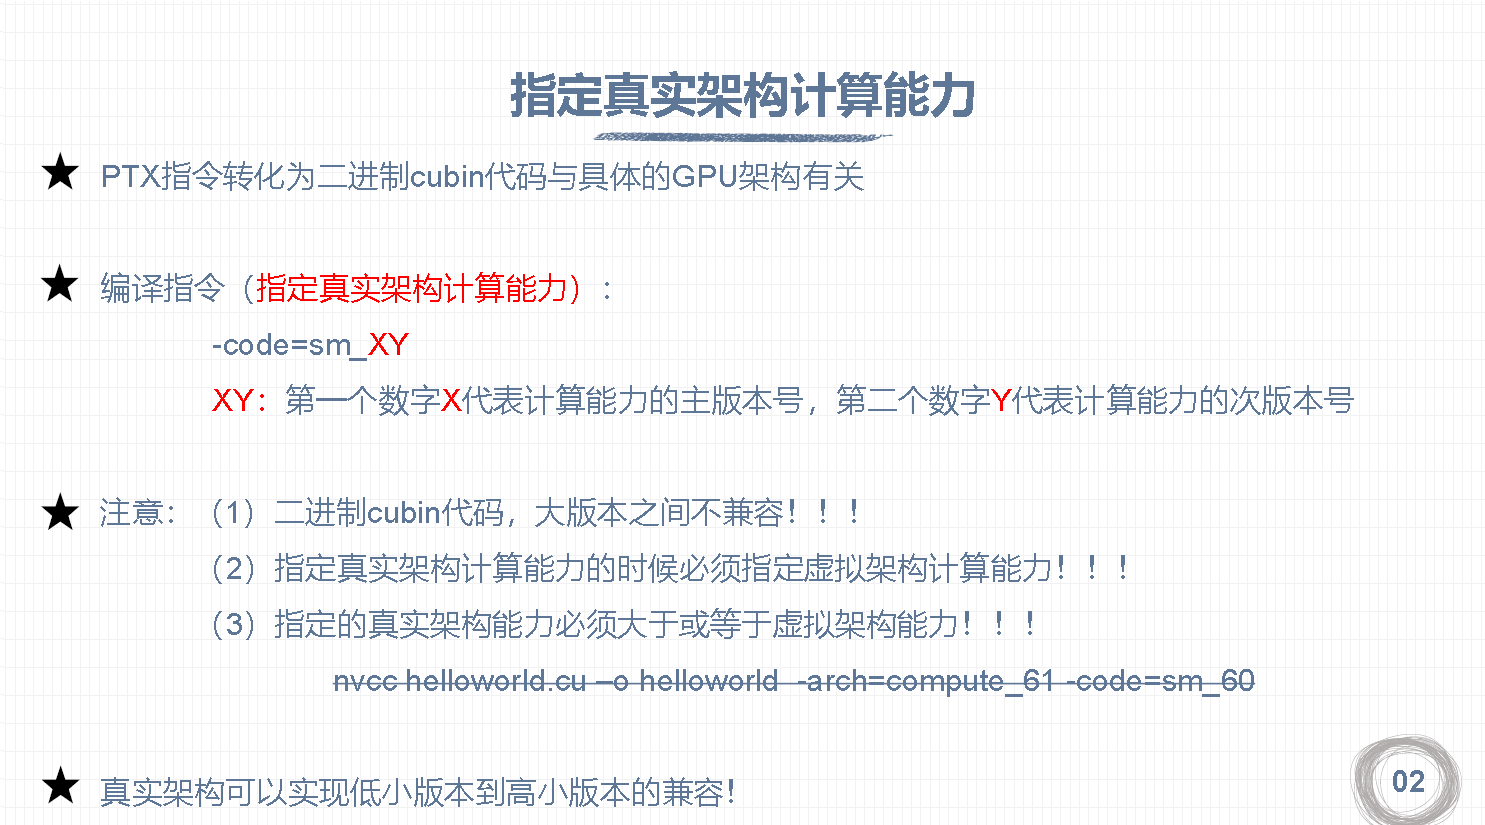 指定真实架构计算能力
PTX指令转化为二进制cubin代码与具体的GPU架构有关
编译指令（指定真实架构计算能力）：
-code=sm_XY
XY：第一个数字X代表计算能力的主版本号，第二个数字Y代表计算能力的次版本号
注意：（1）二进制cubin代码，大版本之间不兼容！！！
（2）指定真实架构计算能力的时候必须指定虚拟架构计算能力！！！
（3）指定的真实架构能力必须大于或等于虚拟架构能力！！！
nvcc helloworld.cu –o helloworld -arch=compute_61 -code=sm_60
真实架构可以实现低小版本到高小版本的兼容！
02